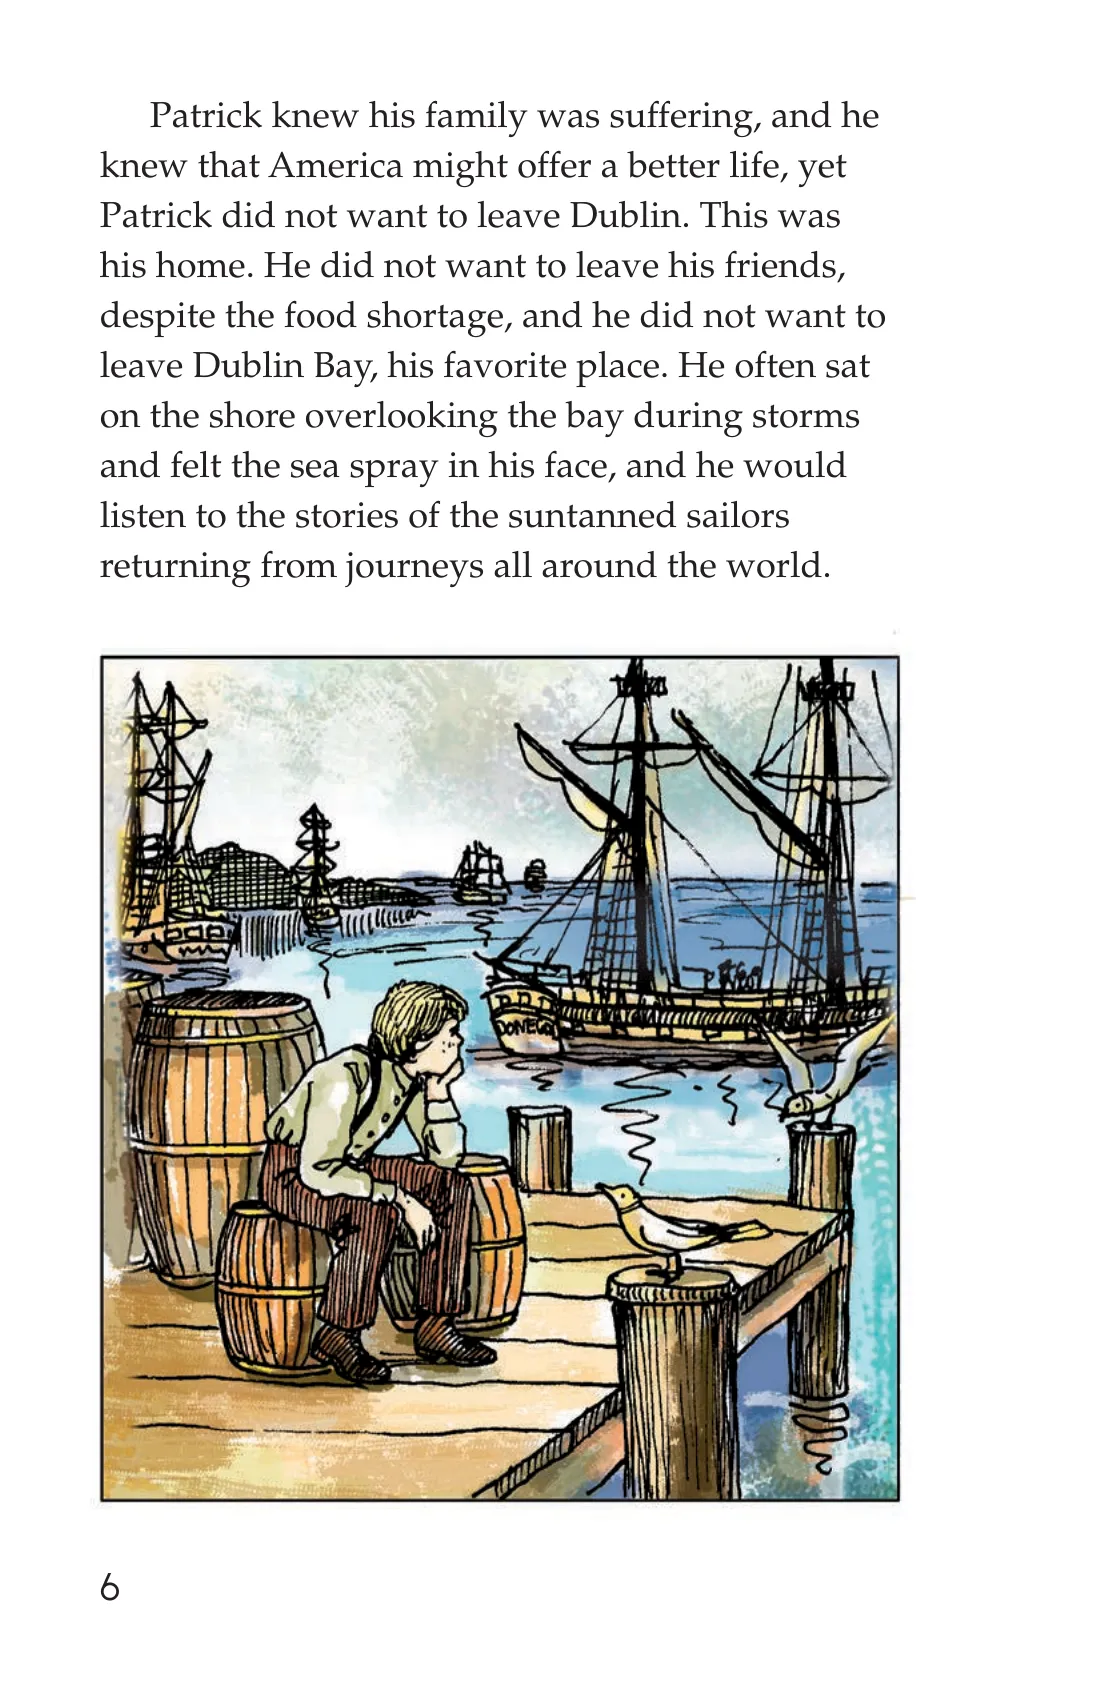 Patrick knew his family was suffering, and he
knew that America might offer a better life, yet
Patrick did not want to leave Dublin. This was
his home. He did not want to leave his friends,
despite the food shortage, and he did not want to
leave Dublin Bay, his favorite place. He often sat
on the shore overlooking the bay during storms
and felt the sea spray in his face, and he would
listen to the stories of the suntanned sailors
returning from journeys all around the world.
6